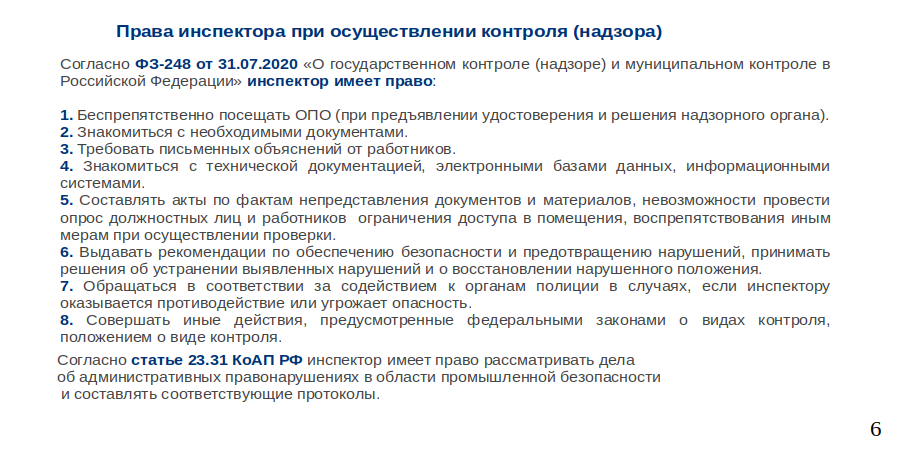 Права инспектора при осуществлении контроля (надзора)
Согласно ФЗ-248 от 31.07.2020 «О государственном контроле (надзоре) и муниципальном контроле в
Российской Федерации» инспектор имеет право:
1. Беспрепятственно посещать ОПО (при предъявлении удостоверения и решения надзорного органа).
2. Знакомиться с необходимыми документами.
3. Требовать письменных объяснений от работников.
4. Знакомиться с технической документацией, электронными базами данных, информационными
системами.
5. Составлять акты по фактам непредставления документов и материалов, невозможности провести
опрос должностных лиц и работников ограничения доступа в помещения, воспрепятствования иным
мерам при осуществлении проверки.
6. Выдавать рекомендации по обеспечению безопасности и предотвращению нарушений, принимать
решения об устранении выявленных нарушений и о восстановлении нарушенного положения.
7. Обращаться в соответствии за содействием к органам полиции в случаях, если инспектору
оказывается противодействие или угрожает опасность.
8. Совершать иные действия, предусмотренные федеральными законами о видах контроля,
положением о виде контроля.
Согласно статье 23.31 КоАП РФ инспектор имеет право рассматривать дела
об административных правонарушениях в области промышленной безопасности
и составлять соответствующие протоколы.
6